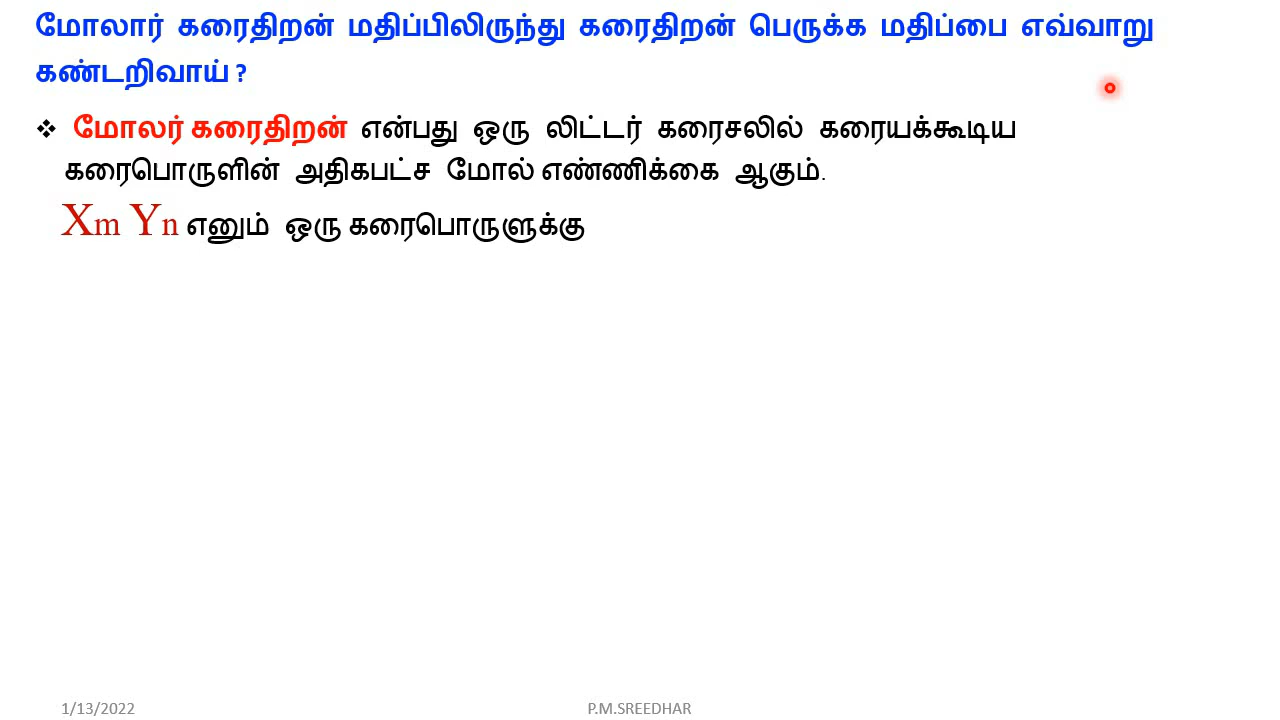 மோலார் கரைதிறன் மதிப்பிலிருந்து கரைதிறன் பெருக்க மதிப்பை எவ்வாறு
கண்டறிவாய் ?
❖ மோலர் கரைதிறன் என்பது ஒரு லிட்டர் கரைசலில் கரையக்கூடிய
கரைபொருளின் அதிகபட்ச மோல் எண்ணிக்கை ஆகும்.
Xm Yn எனும் ஒரு கரைபொருளுக்கு
1/13/2022 P.M.SREEDHAR